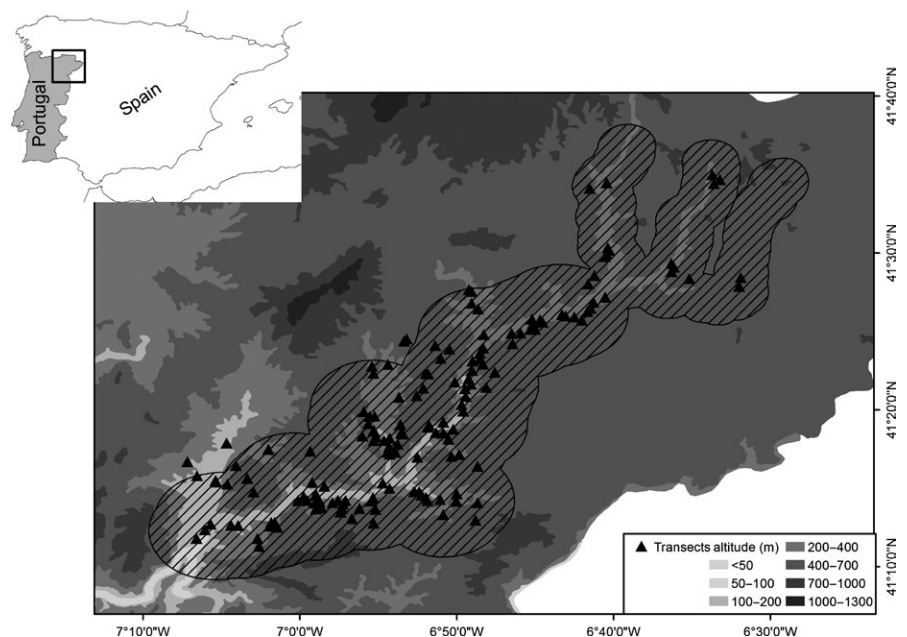 Portugal
Spain
41°40'0"N
41°30'0"N
41°20'0"N
41°10'0"N
Transects altitude (m)
<50
50–100
100–200
200–400
400–700
700–1000
1000–1300
7°10'0"W
7°0'0"W
6°50'0"W
6°40'0"W
6°30'0"W